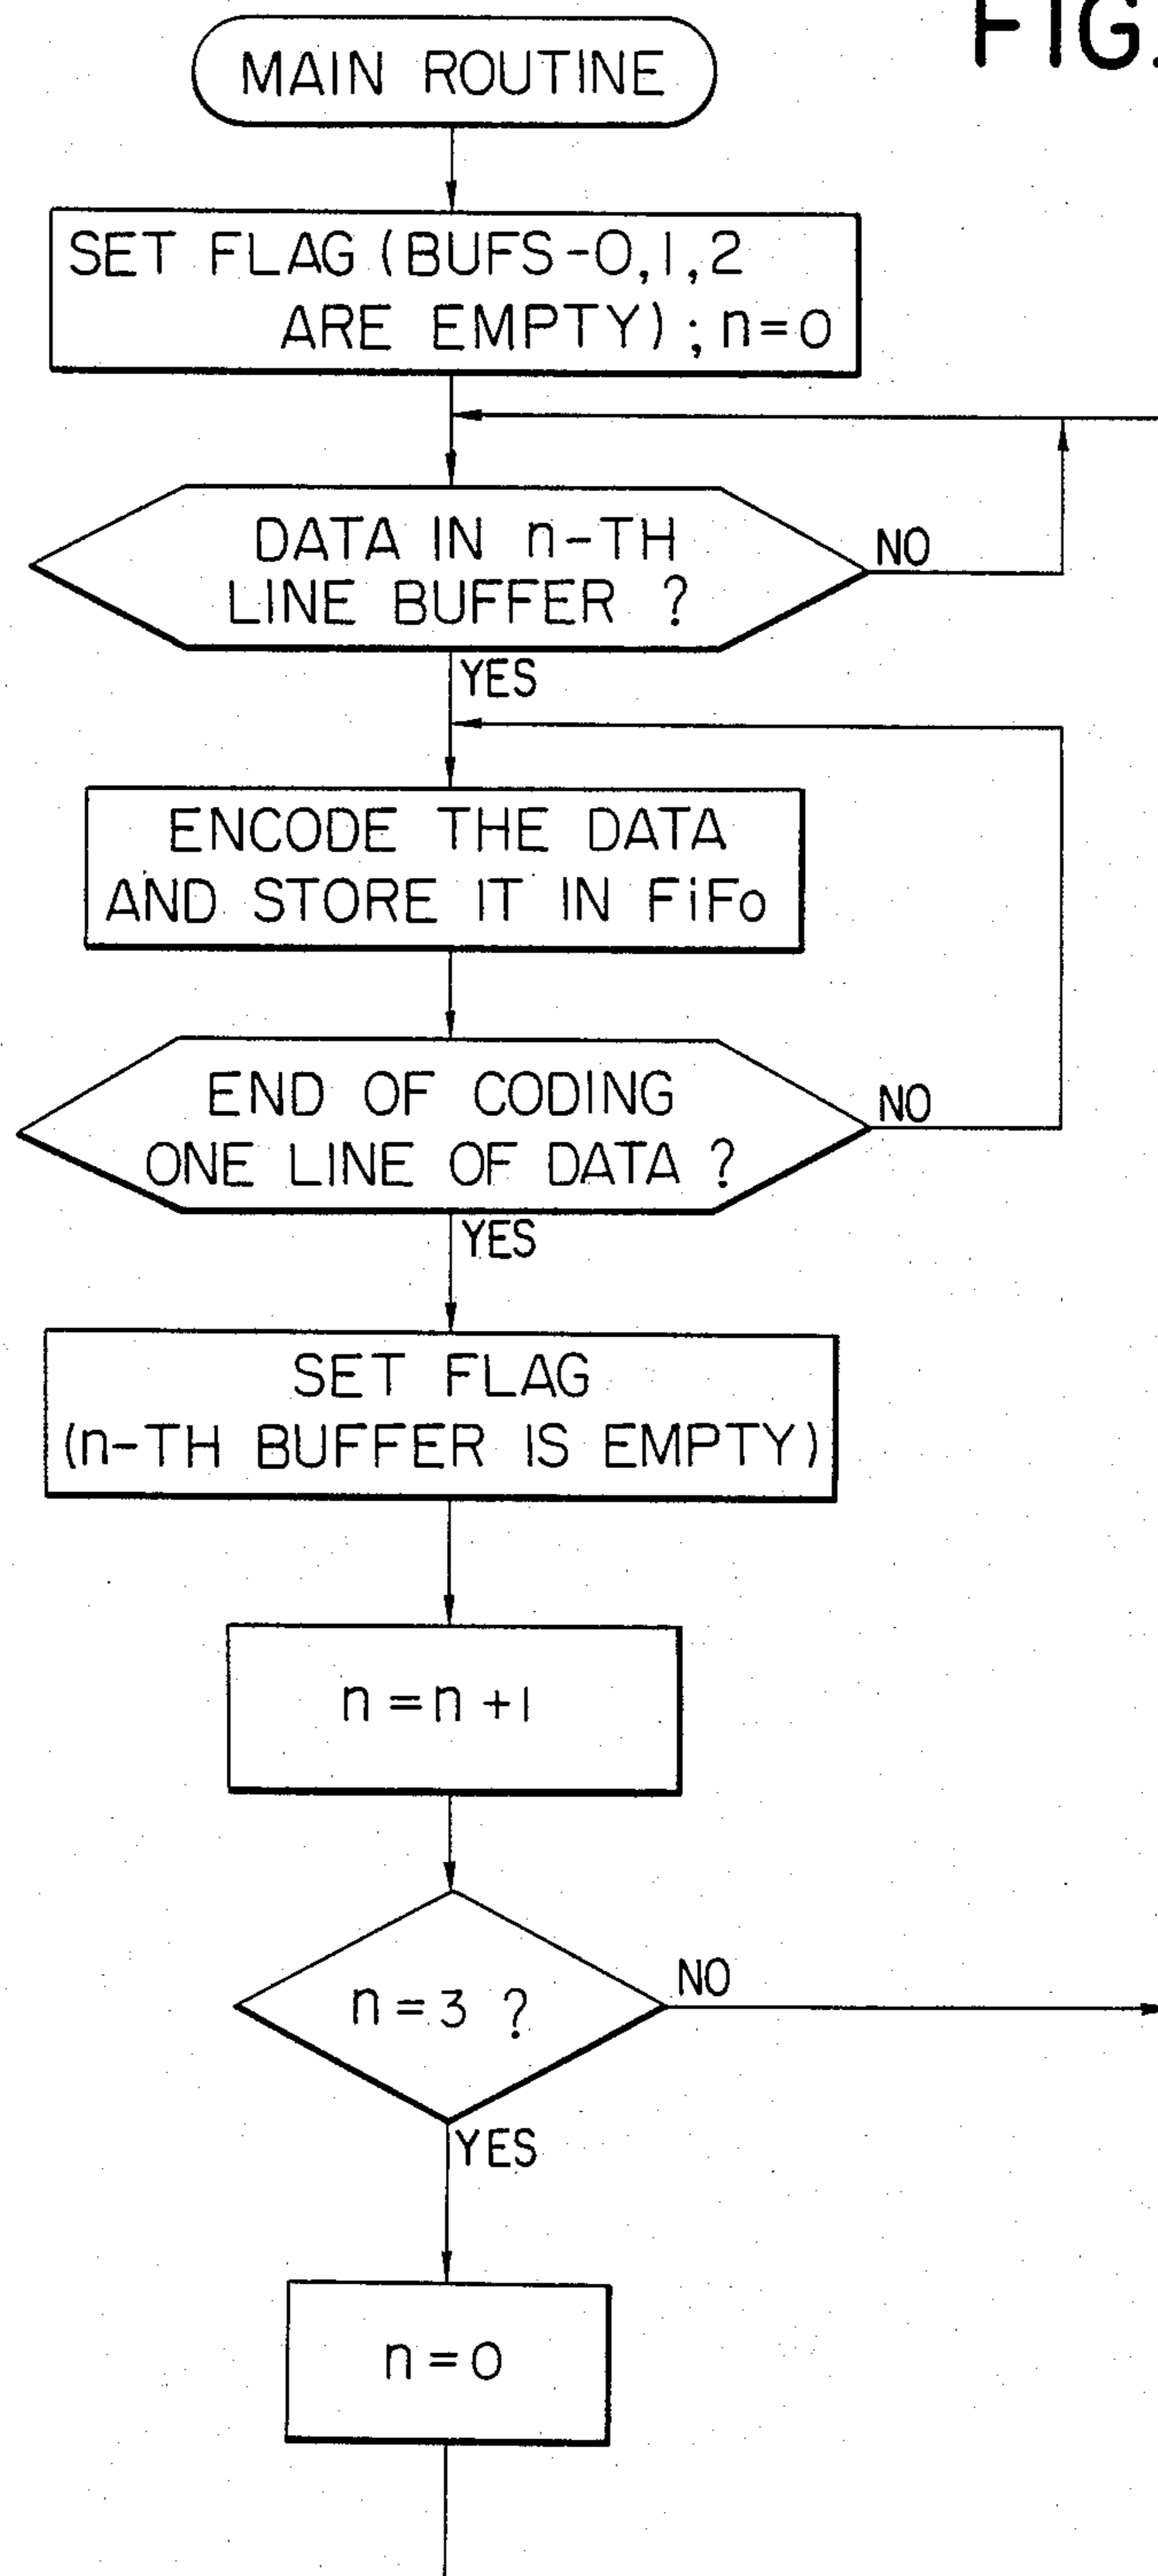 FIG.
MAIN ROUTINE
SET FLAG (BUFS-0,1,2
ARE EMPTY) ; n=0
DATA IN n-TH
LINE BUFFER ?
NO
YES
ENCODE THE DATA
AND STORE IT IN FiFo
END OF CODING
ONE LINE OF DATA ?
NO
YES
SET FLAG
(n-TH BUFFER IS EMPTY)
n=n+1
n=3 ?
NO
YES
n=0